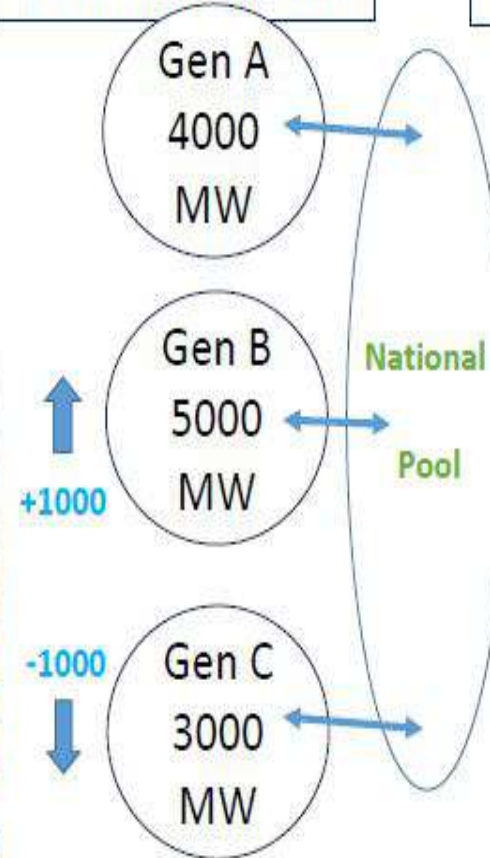 Gen A
4000
MW
Gen B
5000
MW
+1000
National
Pool
-1000
Gen C
3000
MW